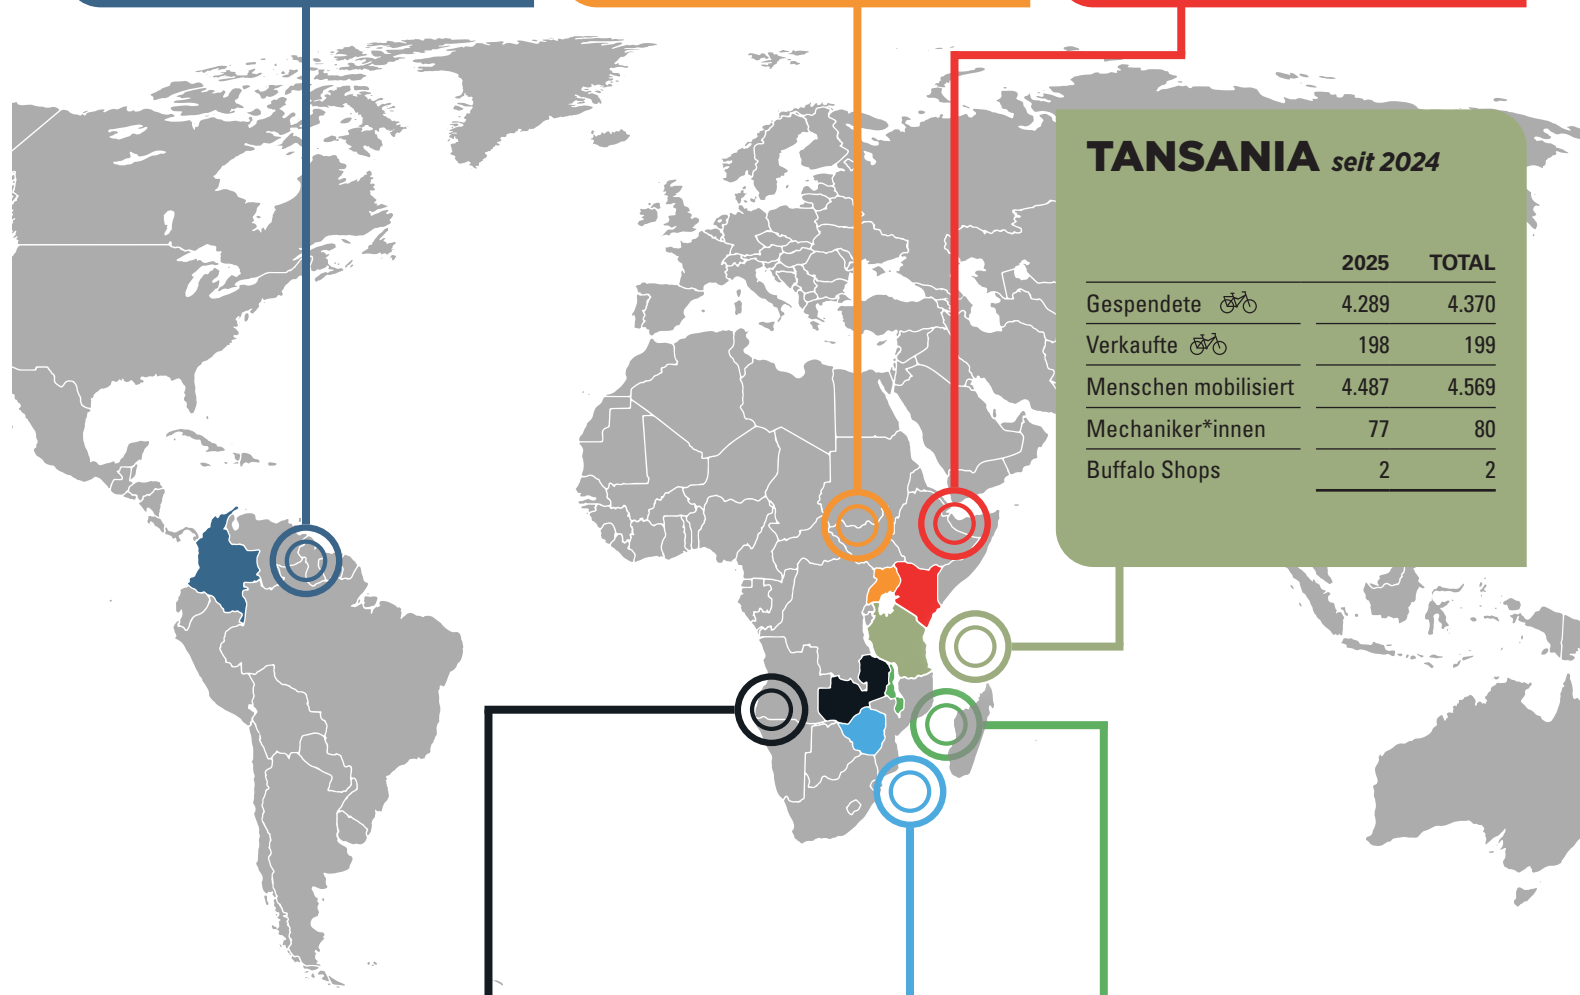 TANSANIA seit 2024
2025 TOTAL
Gespendete 4.289 4.370
Verkaufte 198 199
Menschen mobilisiert 4.487 4.569
Mechaniker*innen 77 80
Buffalo Shops 2 2